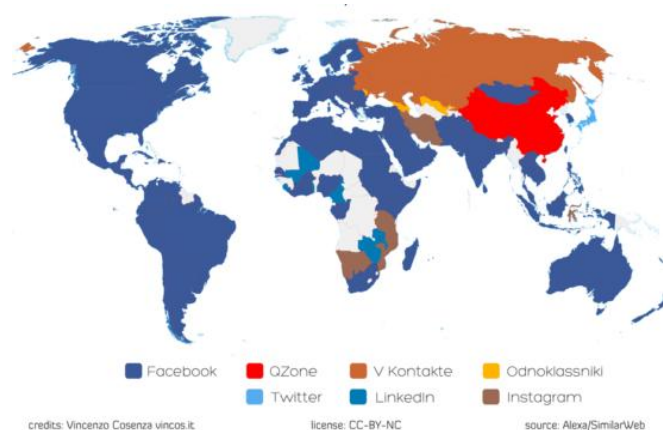 Facebook QZone V Kontakte Odnoklassniki
Twitter LinkedIn Instagram
credits: Vincenzo Cosenza vincos.it license: CC-BY-NC source: Alexa/SimilarWeb